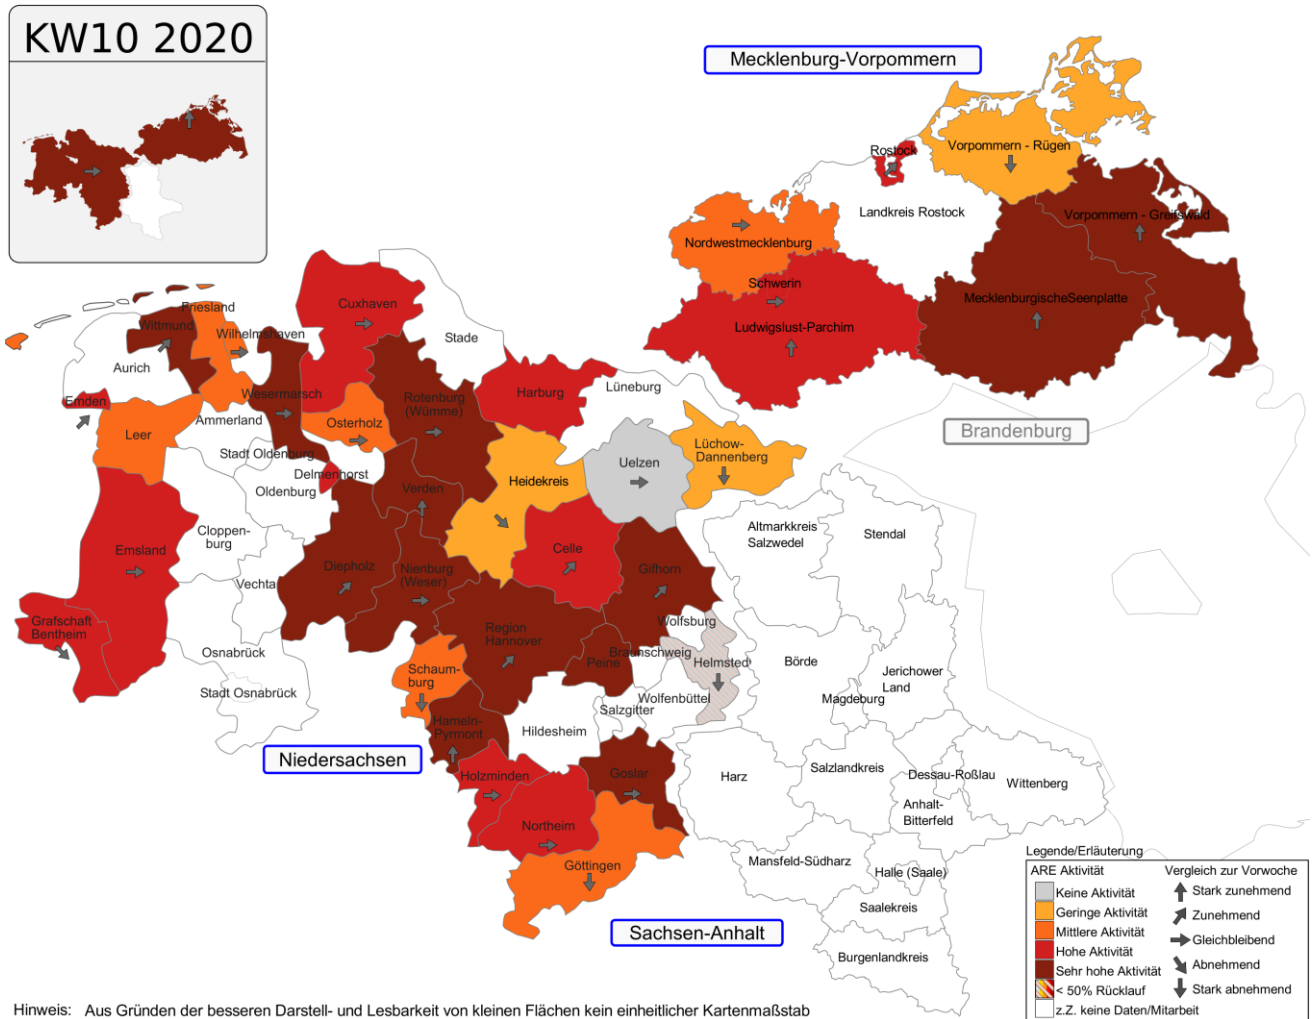 KW10 2020
Mecklenburg-Vorpommern
Vorpommern - Rügen
Rostock
Landkreis Rostock
Vorpommern - Greifswald
Nordwestmecklenburg
Schwerin
MecklenburgischeSeenplatte
Ludwigslust-Parchim
Brandenburg
Cuxhaven
Friesland
Wittmund
Wilhelmshaven
Stade
Aurich
Lüneburg
Harburg
Wesermarsch
Emden
Rotenburg
(Wümme)
Ammerland
Osterholz
Leer
Lüchow-
Dannenberg
Stadt Oldenburg
Uelzen
Delmenhorst
Heidekreis
Oldenburg
Verden
Cloppen-
burg
Altmarkkreis
Salzwedel
Stendal
Emsland
Celle
Diepholz
Nienburg
(Weser)
Gifhorn
Vechta
Grafschaft
Bentheim
Region
Hannover
Wolfsburg
Osnabrück
Braunschweig
Peine
Helmsted
Börde
Schaum-
burg
Jerichower
Land
Stadt Osnabrück
Wolfenbüttel
Magdeburg
Salzgitter
Hameln-
Pyrmont
Hildesheim
Niedersachsen
Holzminden
Goslar
Harz
Salzlandkreis
Dessau-Roßlau
Wittenberg
Anhalt-
Bitterfeld
Northeim
Göttingen
Mansfeld-Südharz
Halle (Saale)
Saalekreis
Sachsen-Anhalt
Burgenlandkreis
Legende/Erläuterung
ARE Aktivität
Keine Aktivität
Geringe Aktivität
Mittlere Aktivität
Hohe Aktivität
Sehr hohe Aktivität
< 50% Rücklauf
z.Z. keine Daten/Mitarbeit
Vergleich zur Vorwoche
Stark zunehmend
Zunehmend
Gleichbleibend
Abnehmend
Stark abnehmend
Hinweis: Aus Gründen der besseren Darstell- und Lesbarkeit von kleinen Flächen kein einheitlicher Kartenmaßstab